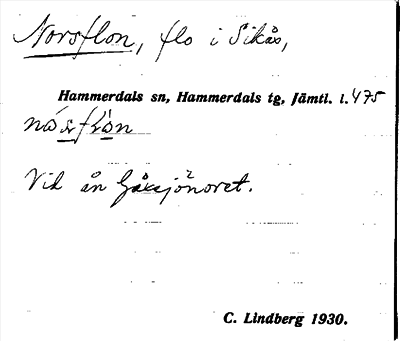 Norsflon, flo i Sikås,
Hammerdals sn, Hammerdals tg, Jämtl. l. 475
Vid ån Gåxsjönoret.
C. Lindberg 1930.